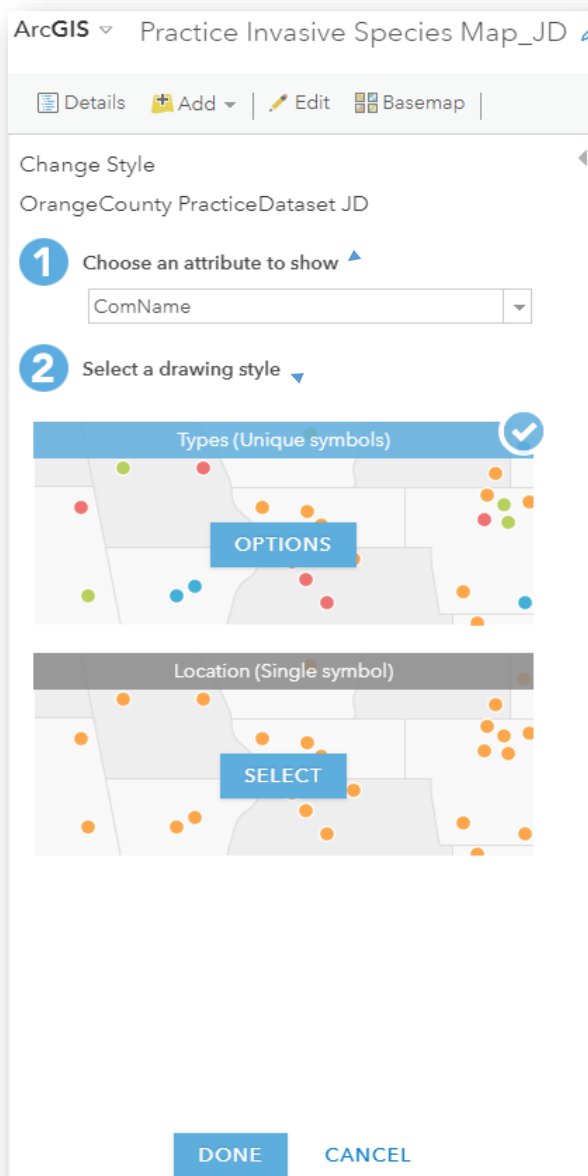 ArcGIS Practice Invasive Species Map_JD
Details Add Edit Basemap
Change Style
OrangeCounty PracticeDataset JD
1 Choose an attribute to show
ComName
2 Select a drawing style
Types (Unique symbols)
OPTIONS
Location (Single symbol)
SELECT
DONE CANCEL